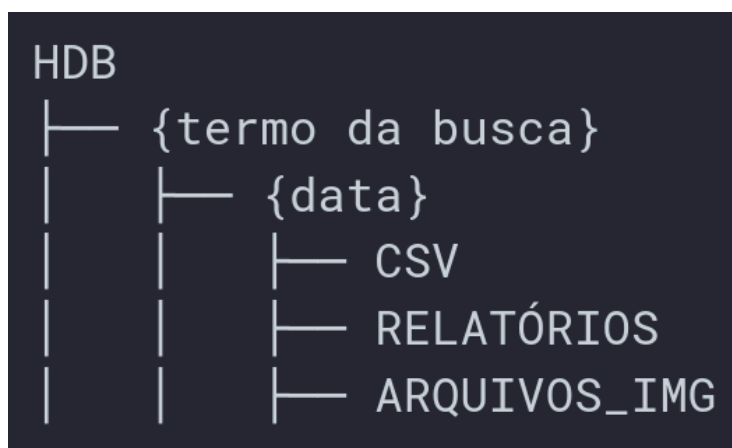 HDB
├── {termo da busca}
│   ├── {data}
│   │   ├── CSV
│   │   ├── RELATÓRIOS
│   │   ├── ARQUIVOS_IMG